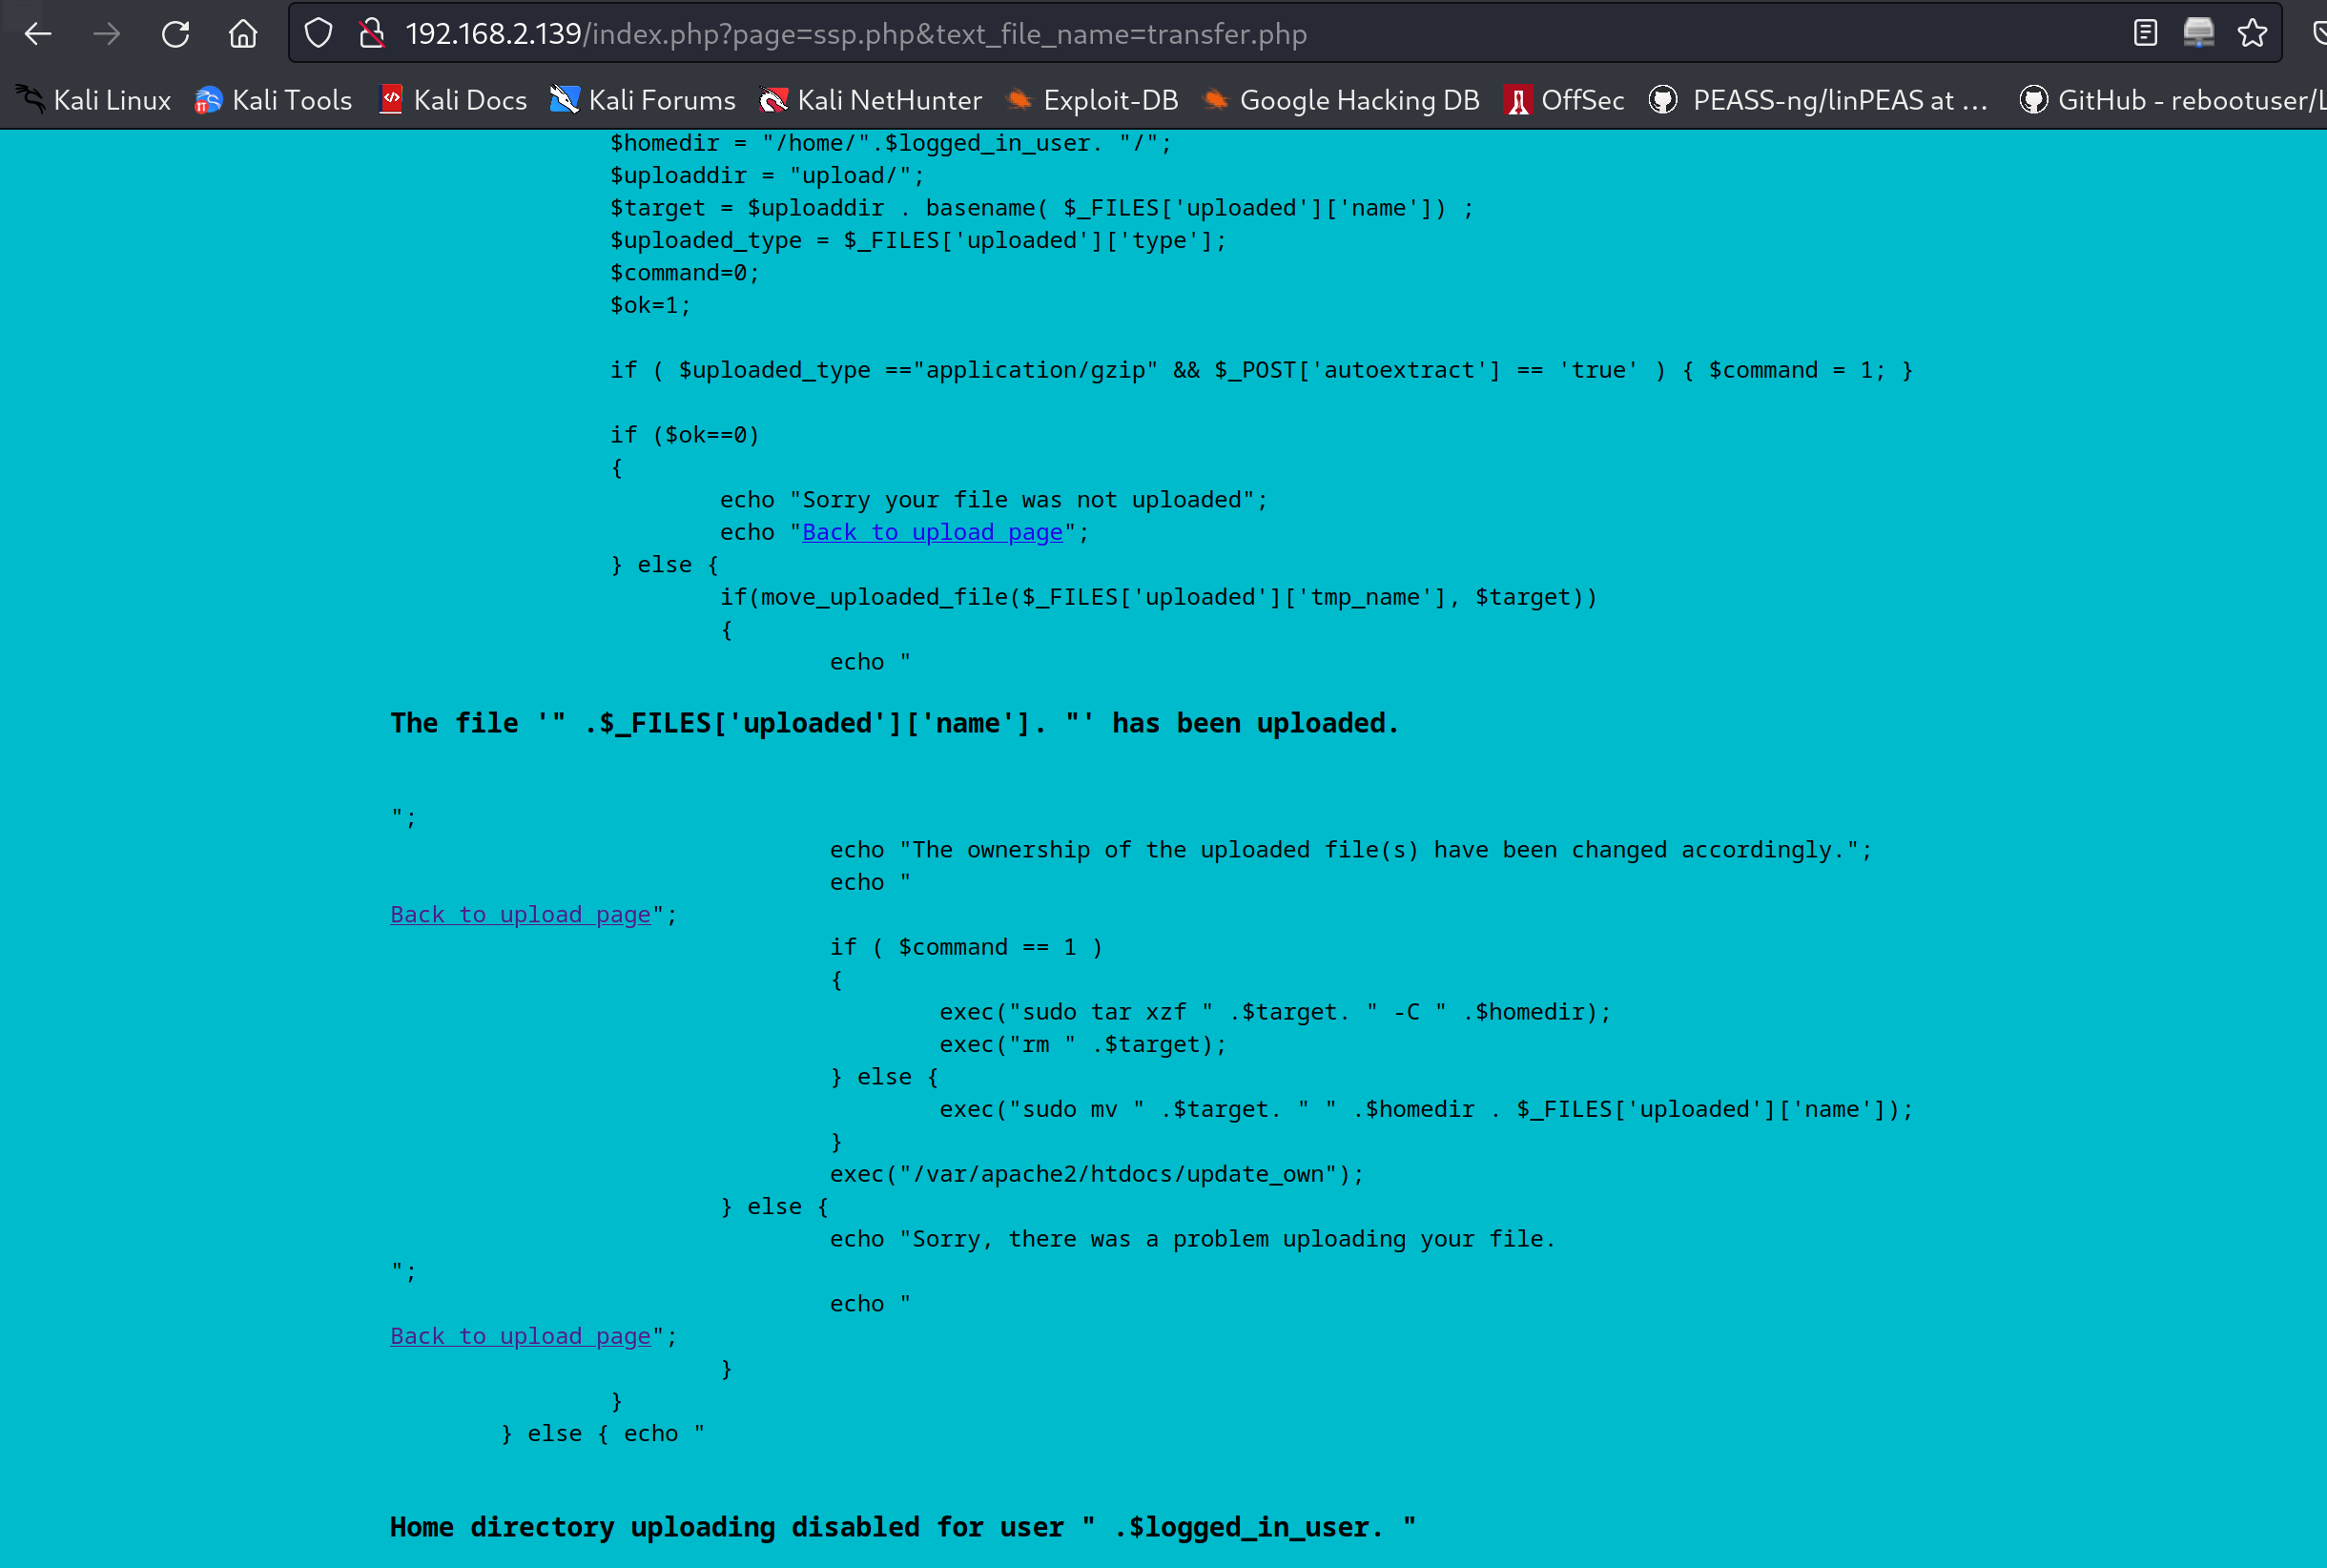 192.168.2.139/index.php?page=ssp.php&text_file_name=transfer.php
Kali Linux Kali Tools Kali Docs Kali Forums Kali NetHunter Exploit-DB Google Hacking DB OffSec PEASS-ng/linPEAS at … GitHub - rebootuser/L
$homedir = "/home/".$logged_in_user. "/";
$uploaddir = "upload/";
$target = $uploaddir . basename( $_FILES['uploaded']['name']) ;
$uploaded_type = $_FILES['uploaded']['type'];
$command=0;
$ok=1;
if ( $uploaded_type =="application/gzip" && $_POST['autoextract'] == 'true' ) { $command = 1; }
if ($ok==0)
{
echo "Sorry your file was not uploaded";
echo "Back to upload page";
} else {
if(move_uploaded_file($_FILES['uploaded']['tmp_name'], $target))
{
echo "
The file '" .$_FILES['uploaded']['name']. "' has been uploaded.
";
echo "The ownership of the uploaded file(s) have been changed accordingly.";
echo "
Back to upload page";
if ( $command == 1 )
{
exec("sudo tar xzf " .$target. " -C " .$homedir);
exec("rm " .$target);
} else {
exec("sudo mv " .$target. " " .$homedir . $_FILES['uploaded']['name']);
}
exec("/var/apache2/htdocs/update_own");
} else {
echo "Sorry, there was a problem uploading your file.
";
echo "
Back to upload page";
}
}
} else { echo "
Home directory uploading disabled for user " .$logged_in_user. "